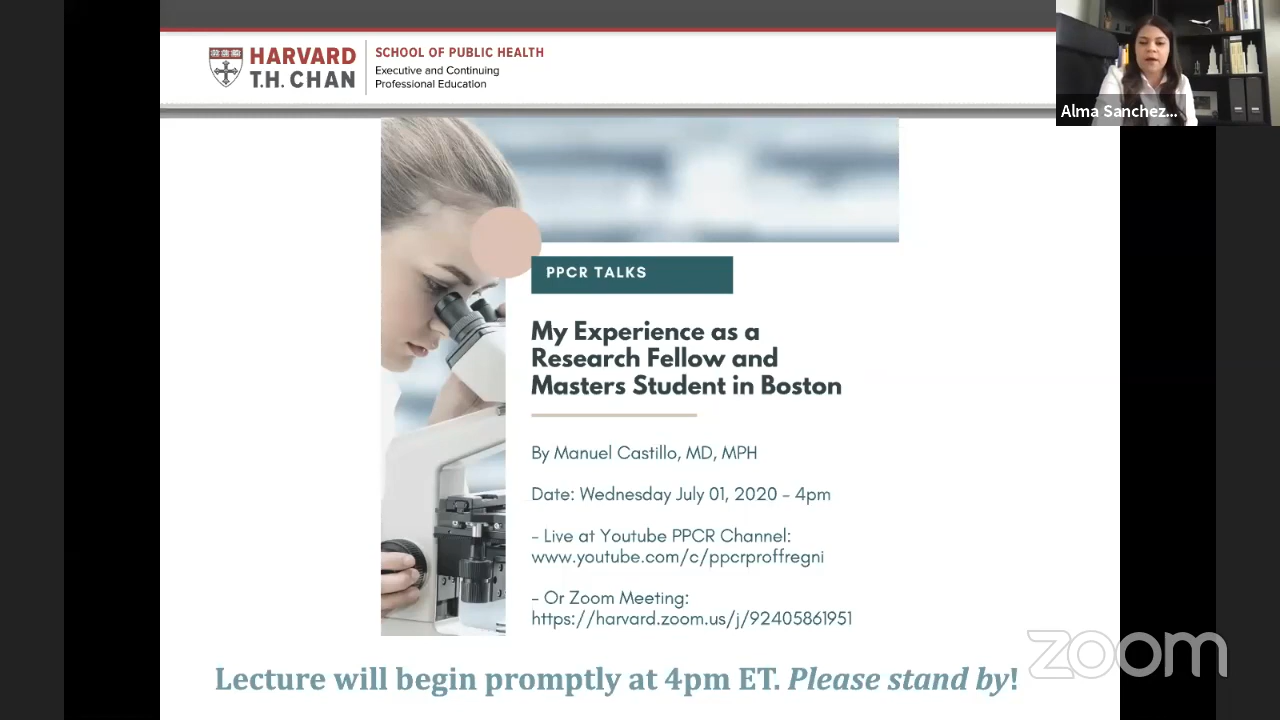 HARVARD
T.H. CHAN
SCHOOL OF PUBLIC HEALTH
Executive and Continuing
Professional Education
Alma Sanchez...
PPCR TALKS
My Experience as a
Research Fellow and
Masters Student in Boston
By Manuel Castillo, MD, MPH
Date: Wednesday July 01, 2020 - 4pm
- Live at Youtube PPCR Channel:
www.youtube.com/c/ppcrproffregni
- Or Zoom Meeting:
https://harvard.zoom.us/j/92405861951
Lecture will begin promptly at 4pm ET. Please stand by!
zoom